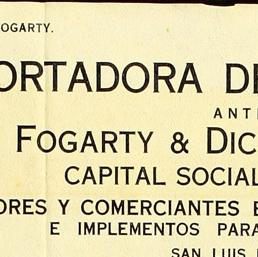 FOGARTY.
ORTADORA DE
ANT
FOGARTY & DIC
CAPITAL SOCIAL
ORES Y COMERCIANTES E
E IMPLEMENTOS PARA
SAN LUIS